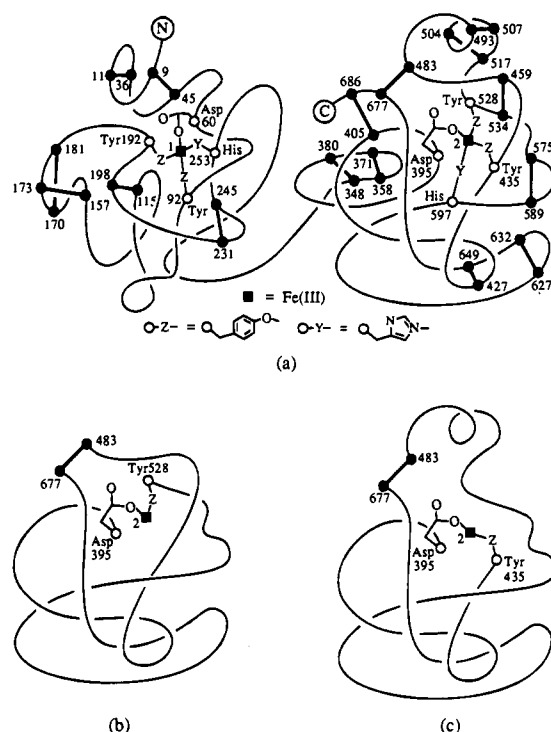 N
11
36
9
45
O
O
Asp
60
Tyr192
1
Y
His
253
Z
Z
181
173
170
157
198
115
92
Tyr
245
231
504
493
507
517
483
459
686
677
C
Tyr
528
534
O
O
2
405
380
371
348
358
Asp
395
Y
Z
Z
Tyr
435
575
589
His
597
649
427
632
627
■ = Fe(III)
Z
Y
N
N
O
(a)
483
677
Tyr528
Z
O
O
2
Asp
395
(b)
483
677
O
O
2
Z
Asp
395
Tyr
435
(c)